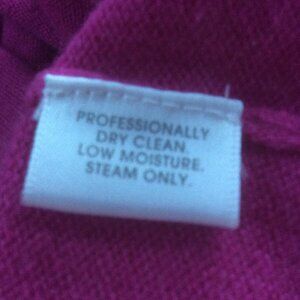 PROFESSIONALLY
DRY CLEAN
LOW MOISTURE.
STEAM ONLY.